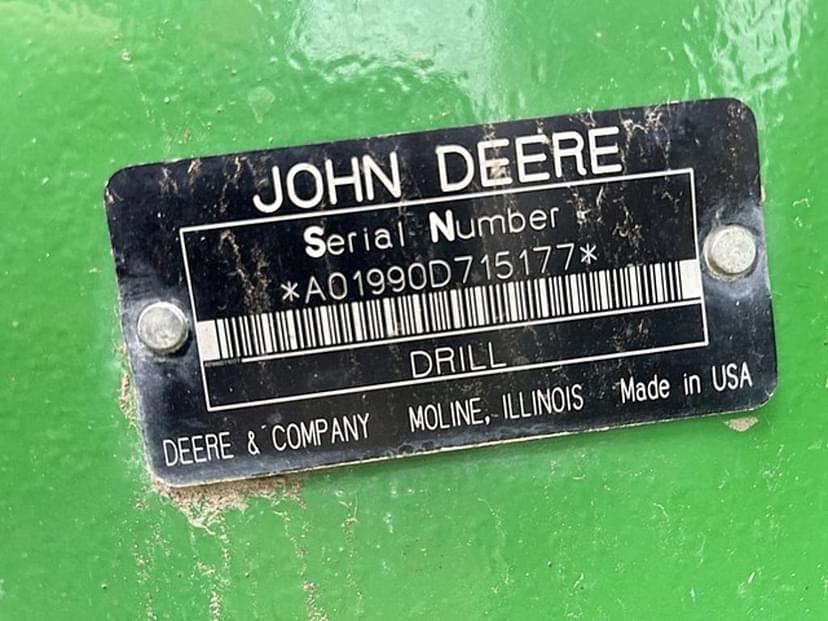 JOHN DEERE
Serial Number
*A01990D715177*
DRILL
DEERE & COMPANY MOLINE, ILLINOIS Made in USA